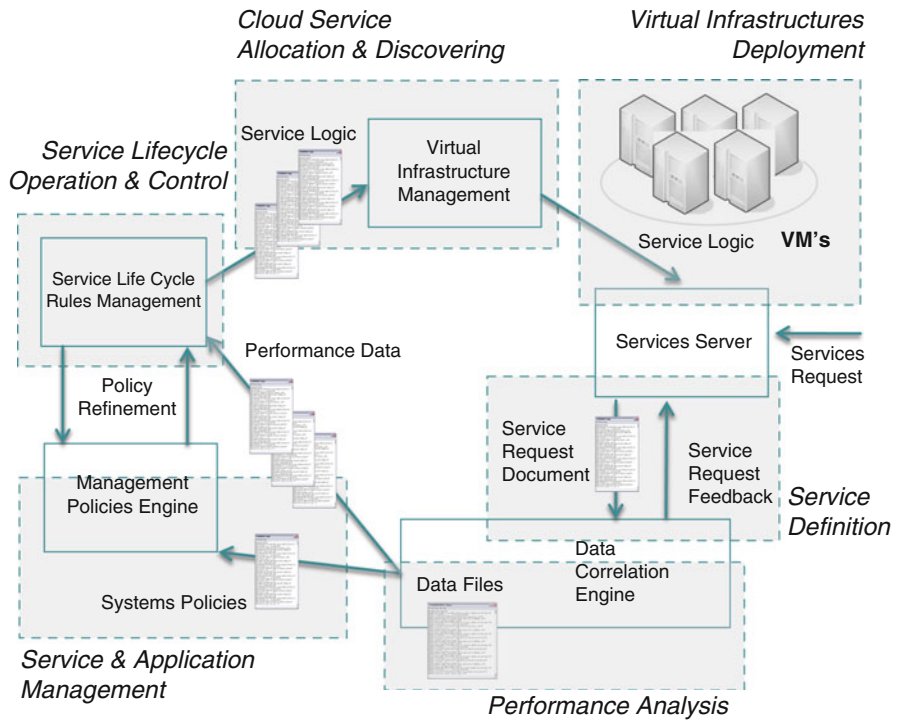 Cloud Service
Allocation & Discovering
Virtual Infrastructures
Deployment
Service Lifecycle
Operation & Control
Service Logic
Virtual
Infrastructure
Management
Service Logic
VM's
Service Life Cycle
Rules Management
Services Server
Services
Request
Performance Data
Policy
Refinement
Service
Request
Document
Service
Request
Feedback
Service
Definition
Management
Policies Engine
Data
Correlation
Engine
Data Files
Systems Policies
Service & Application
Management
Performance Analysis